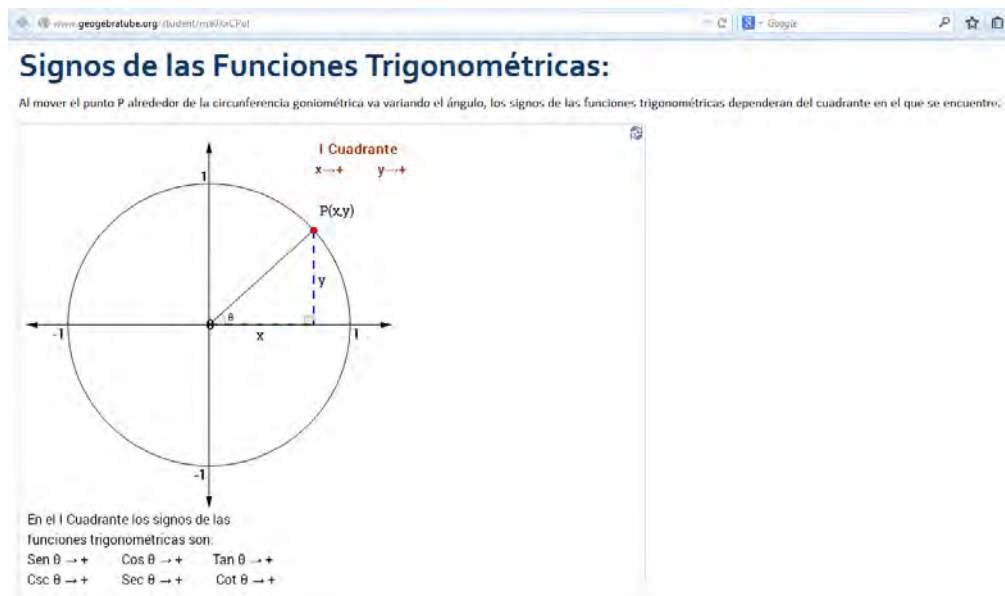 www.geogebratube.org/student/
Google
Signos de las Funciones Trigonométricas:
Al mover el punto P alrededor de la circunferencia goniométrica va variando el ángulo, los signos de las funciones trigonométricas dependeran del cuadrante en el que se encuentre.
I Cuadrante
x→+ y→+
1
P(x,y)
y
θ
0
-1
x
1
-1
En el I Cuadrante los signos de las
funciones trigonométricas son:
Sen θ → + Cos θ → + Tan θ → +
Csc θ → + Sec θ → + Cot θ → +